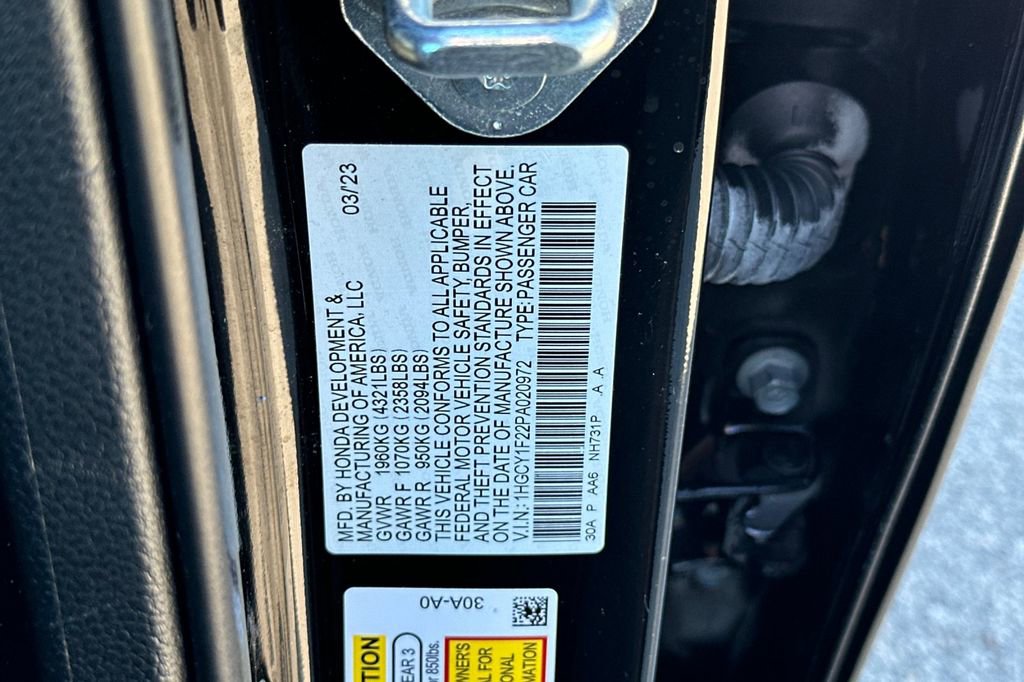 MFD. BY HONDA DEVELOPMENT &
MANUFACTURING OF AMERICA, LLC 03/'23
GVWR 1960KG (4321LBS)
GAWR F 1070KG (2358LBS)
GAWR R 950KG (2094LBS)
THIS VEHICLE CONFORMS TO ALL APPLICABLE
FEDERAL MOTOR VEHICLE SAFETY, BUMPER,
AND THEFT PREVENTION STANDARDS IN EFFECT
ON THE DATE OF MANUFACTURE SHOWN ABOVE.
V.I.N.: 1HGCY1F22PA020972 TYPE: PASSENGER CAR
30A P AA6 NH731P A .A
30A-A0